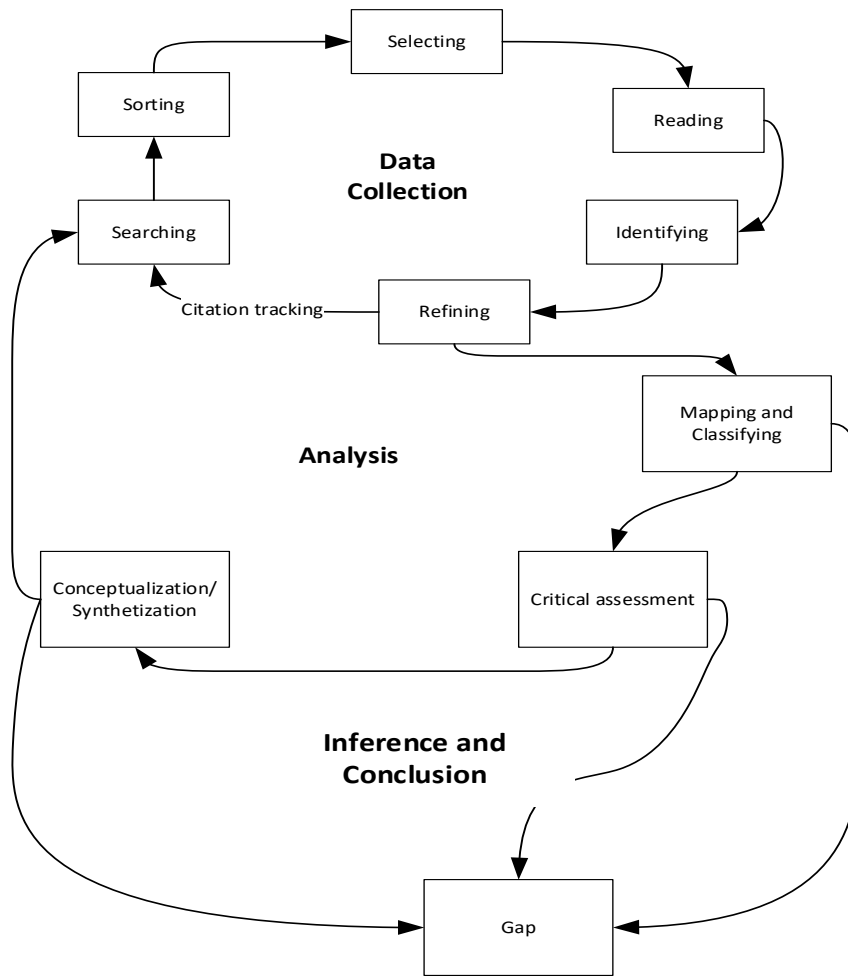 Selecting
Sorting
Reading
Data
Collection
Searching
Identifying
Citation tracking
Refining
Mapping and
Classifying
Analysis
Conceptualization/
Synthetization
Critical assessment
Inference and
Conclusion
Gap